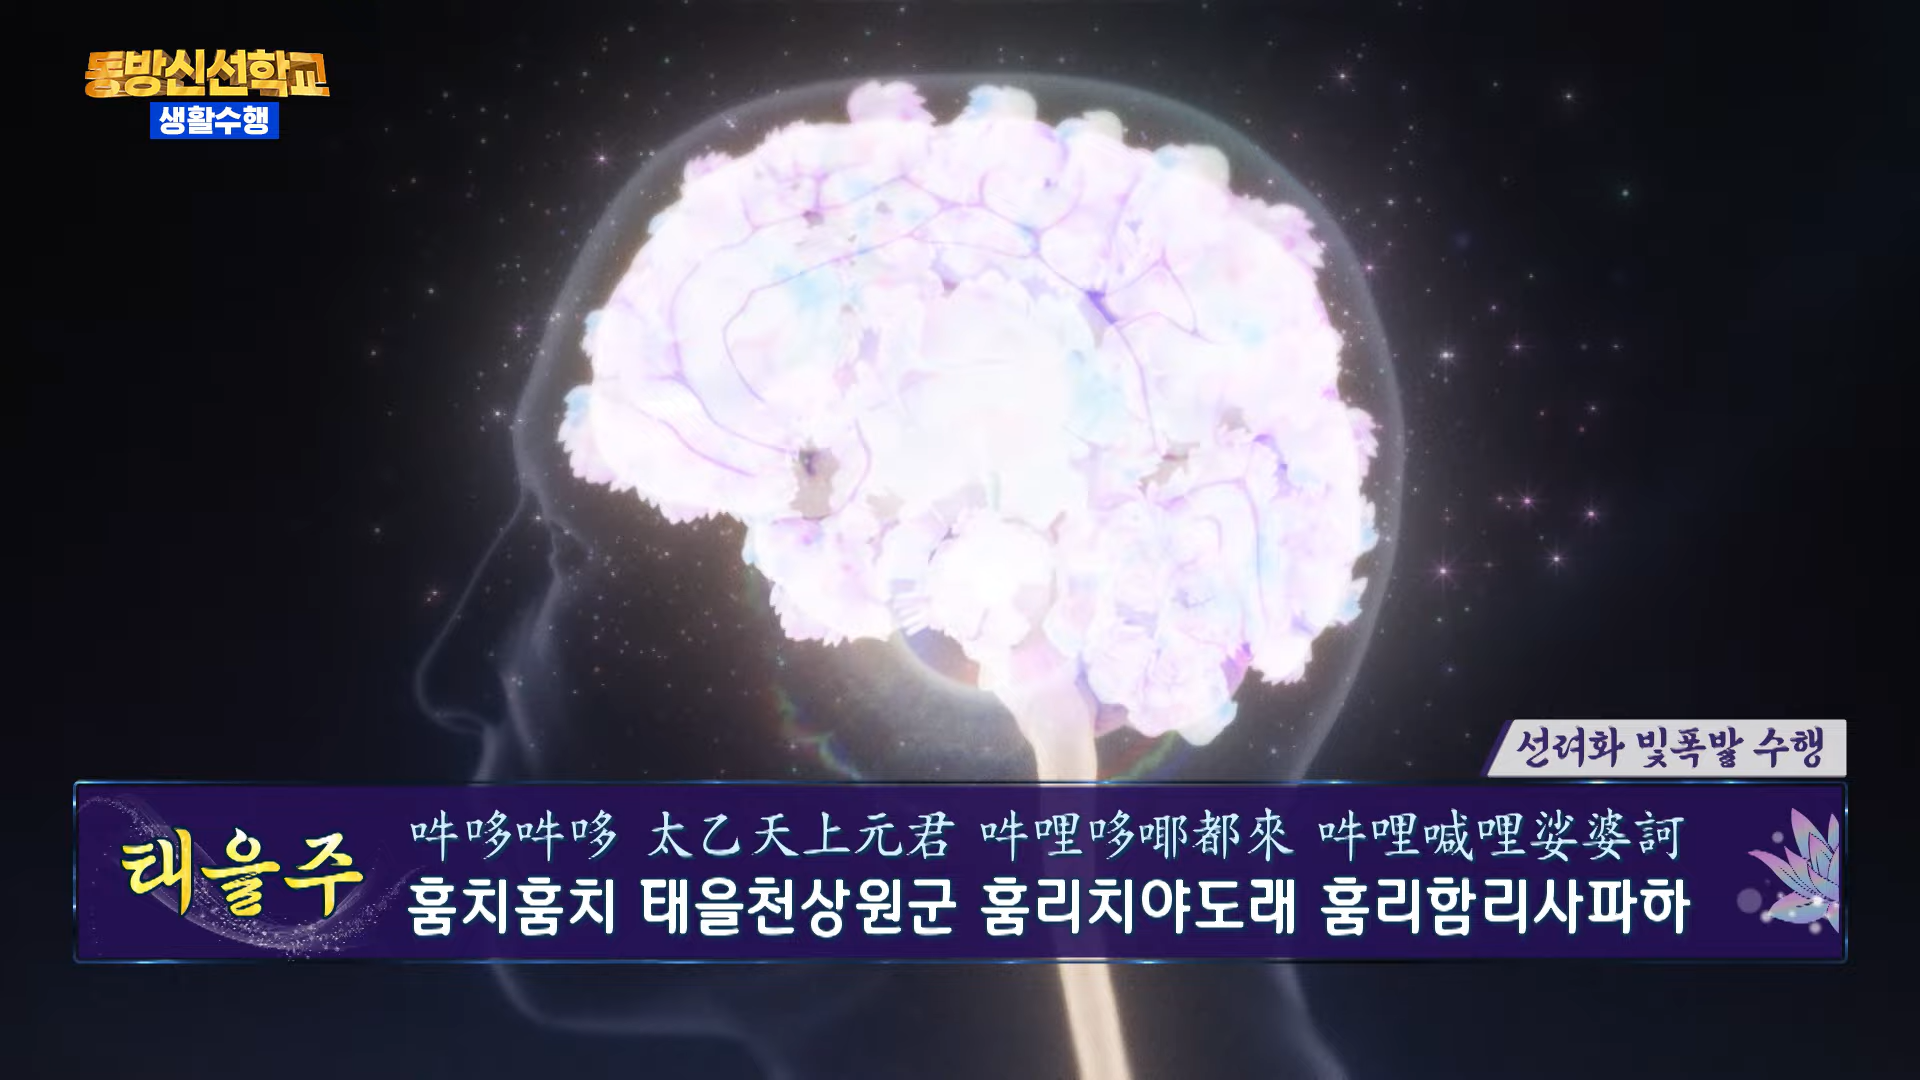 동방신선학교
생활수행
선려화 빛폭발 수행
태을주
吽哆吽哆 太乙天上元君 吽哩哆㖿都來 吽哩喊哩娑婆訶
훔치훔치 태을천상원군 훔리치야도래 훔리함리사파하